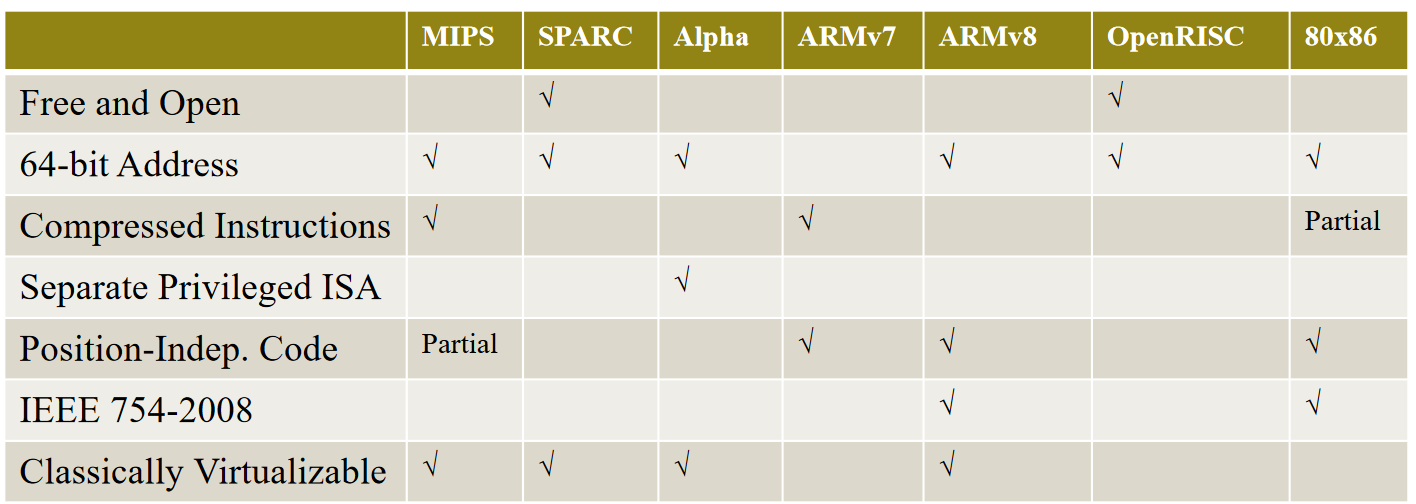 MIPS SPARC Alpha ARMv7 ARMv8 OpenRISC 80x86
Free and Open √ √
64-bit Address √ √ √ √ √ √
Compressed Instructions √ √ Partial
Separate Privileged ISA √
Position-Indep. Code Partial √ √ √
IEEE 754-2008 √ √
Classically Virtualizable √ √ √ √